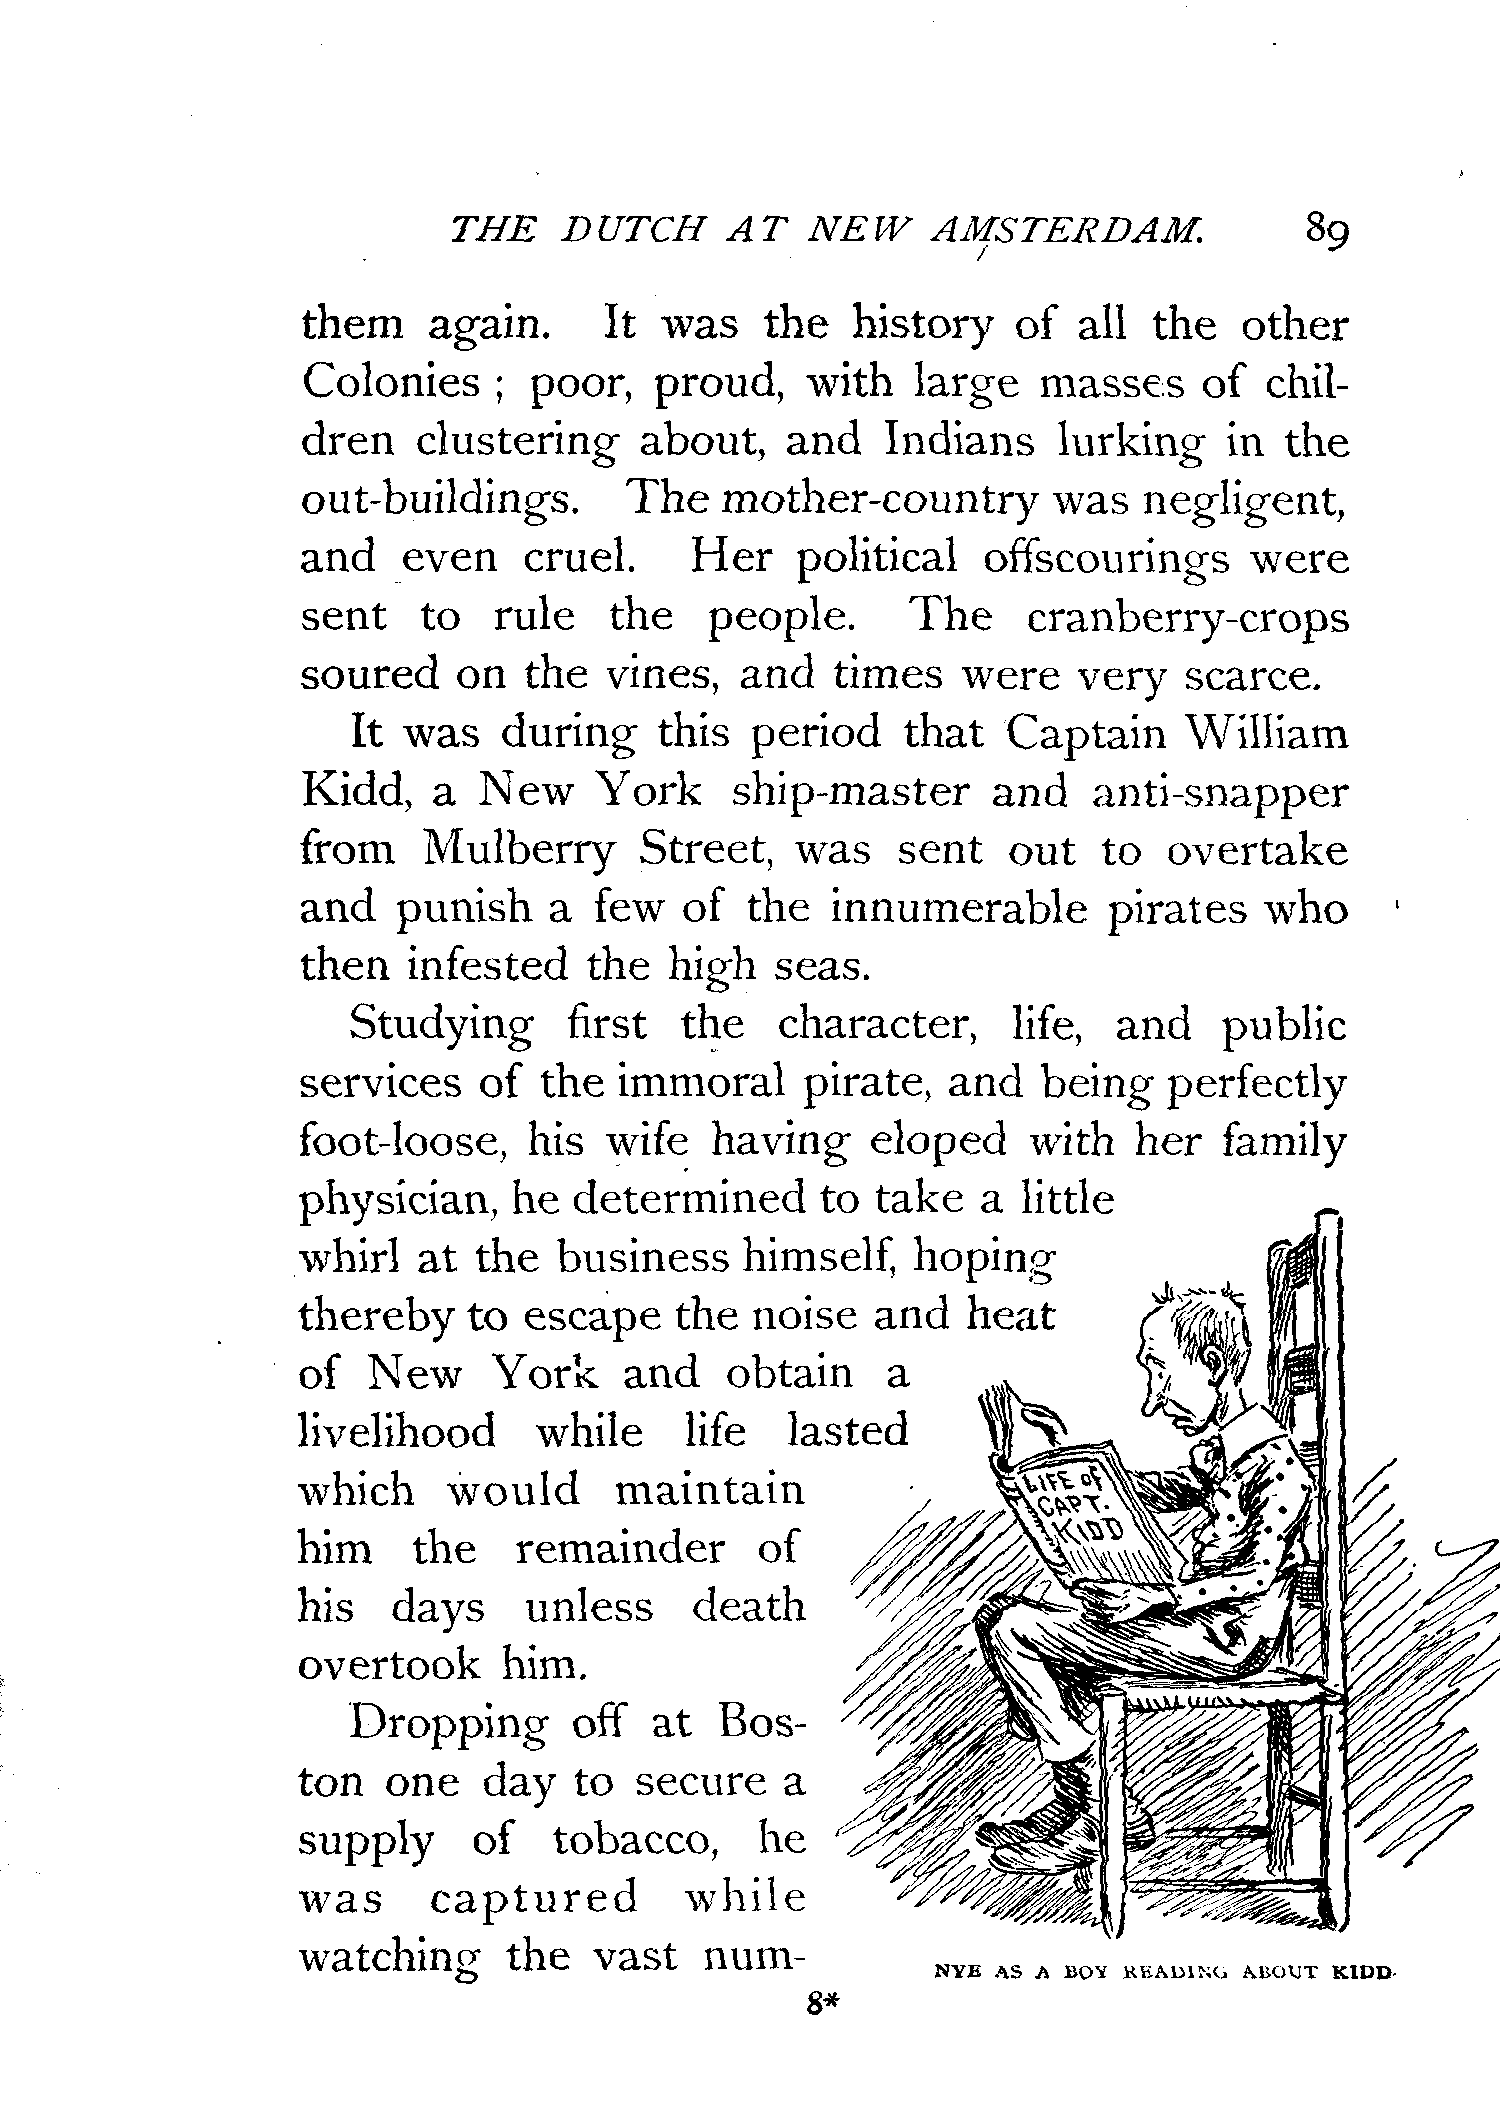 THE DUTCH AT NEW AMSTERDAM. 89
them again. It was the history of all the other
Colonies ; poor, proud, with large masses of chil-
dren clustering about, and Indians lurking in the
out-buildings. The mother-country was negligent,
and even cruel. Her political offscourings were
sent to rule the people. The cranberry-crops
soured on the vines, and times were very scarce.
It was during this period that Captain William
Kidd, a New York ship-master and anti-snapper
from Mulberry Street, was sent out to overtake
and punish a few of the innumerable pirates who
then infested the high seas.
Studying first the character, life, and public
services of the immoral pirate, and being perfectly
foot-loose, his wife having eloped with her family
physician, he determined to take a little
whirl at the business himself, hoping
thereby to escape the noise and heat
of New York and obtain a
livelihood while life lasted
which would maintain
him the remainder of
his days unless death
overtook him.
Dropping off at Bos-
ton one day to secure a
supply of tobacco, he
was captured while
watching the vast num-
LIFE OF
CAPT.
KIDD
NYE AS A BOY READING ABOUT KIDD.
8*